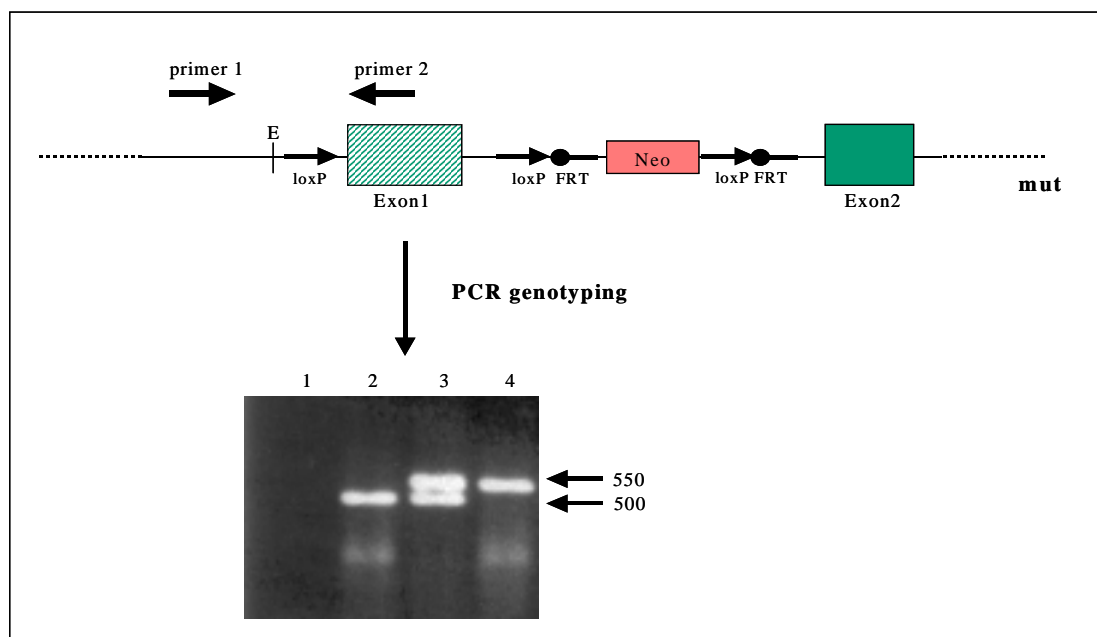 primer 1
primer 2
E
loxP
Exon1
loxP FRT
Neo
loxP FRT
Exon2
mut
PCR genotyping
1 2 3 4
550
500